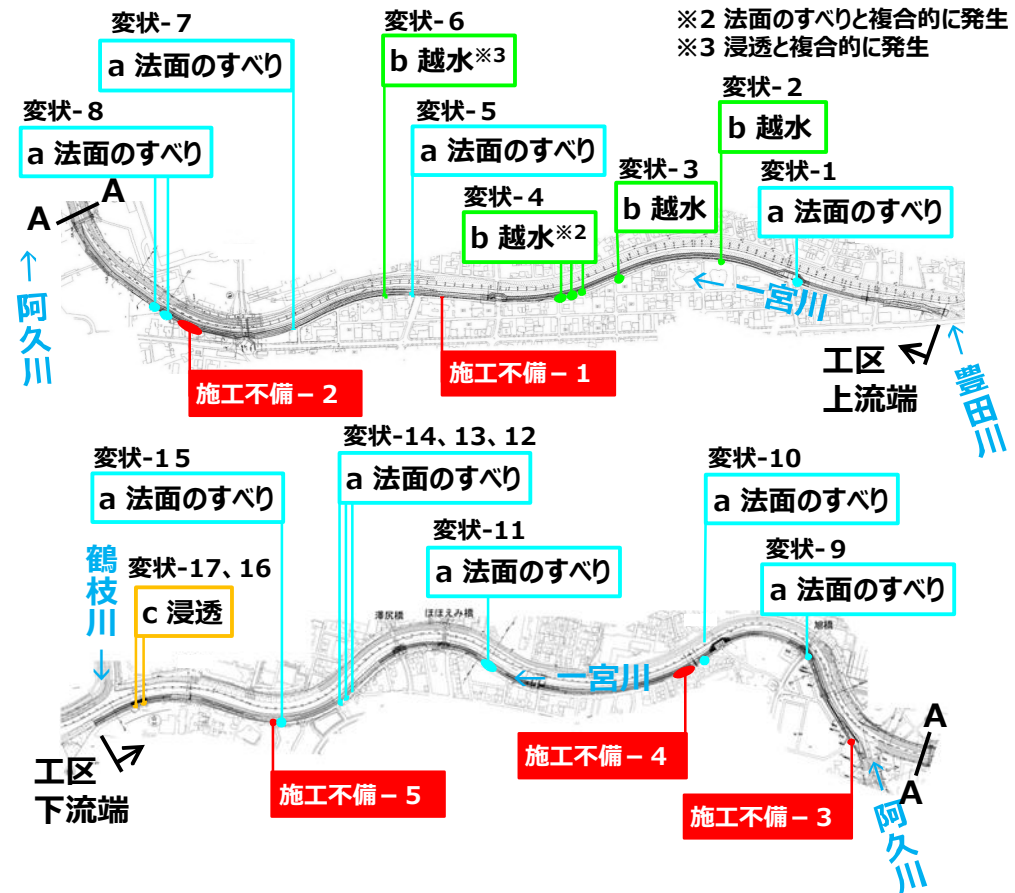 ※2 法面のすべりと複合的に発生
※3 浸透と複合的に発生
変状-7
a 法面のすべり
変状-6
b 越水※3
変状-2
b 越水
変状-8
a 法面のすべり
変状-5
a 法面のすべり
変状-3
b 越水
変状-1
a 法面のすべり
変状-4
b 越水※2
A
A
↑
阿久川
← 一宮川
施工不備－2
施工不備－1
工区
上流端
↑
豊田川
変状-15
a 法面のすべり
変状-14、13、12
a 法面のすべり
変状-10
a 法面のすべり
鶴枝川
↓
変状-17、16
c 浸透
変状-11
a 法面のすべり
変状-9
a 法面のすべり
澤尻橋
ほほえみ橋
旭橋
← 一宮川
A
A
工区
下流端
施工不備－5
施工不備－4
施工不備－3
↑
阿久川